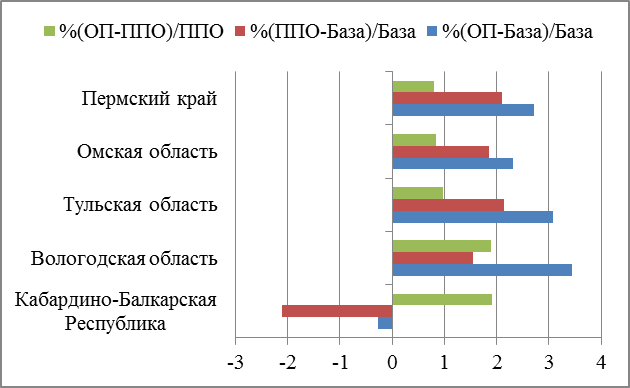 %(ОП-ППО)/ППО %(ППО-База)/База %(ОП-База)/База
Пермский край
Омская область
Тульская область
Вологодская область
Кабардино-Балкарская
Республика
-3 -2 -1 0 1 2 3 4